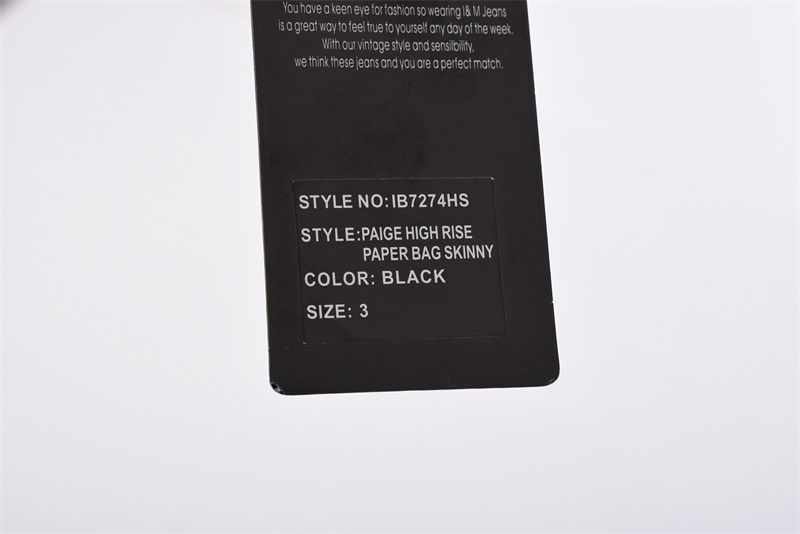 You have a keen eye for fashion so wearing I& M Jeans
is a great way to feel true to yourself any day of the week.
With our vintage style and sensilbility,
we think these jeans and you are a perfect match.
STYLE NO: IB7274HS
STYLE:PAIGE HIGH RISE
PAPER BAG SKINNY
COLOR: BLACK
SIZE: 3